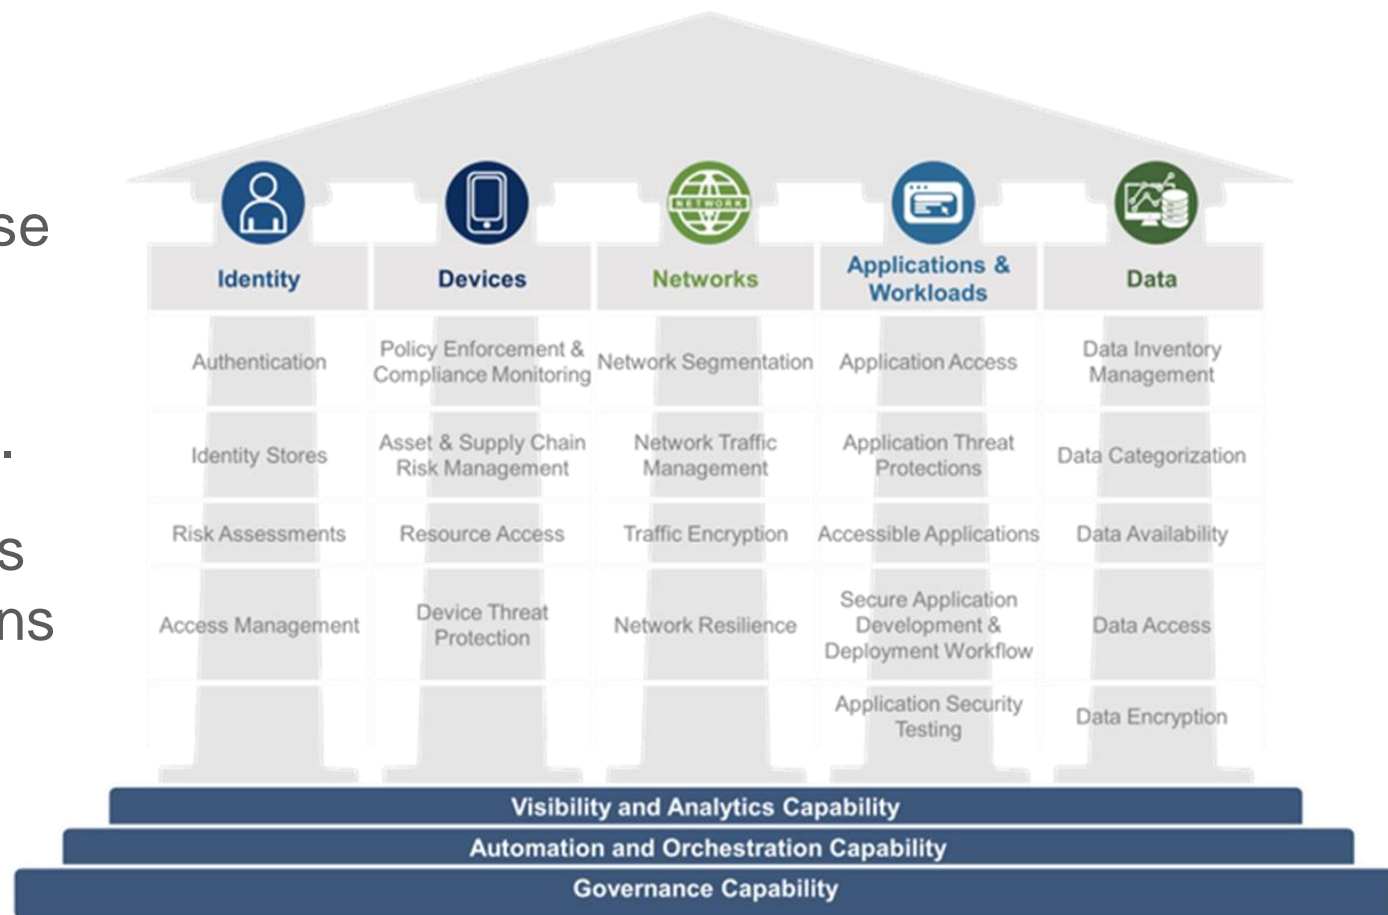 se
.
s
ns
NETWORK
Identity
Devices
Networks
Applications &
Workloads
Data
Authentication
Policy Enforcement &
Compliance Monitoring
Network Segmentation
Application Access
Data Inventory
Management
Identity Stores
Asset & Supply Chain
Risk Management
Network Traffic
Management
Application Threat
Protections
Data Categorization
Risk Assessments
Resource Access
Traffic Encryption
Accessible Applications
Data Availability
Access Management
Device Threat
Protection
Network Resilience
Secure Application
Development &
Deployment Workflow
Data Access
Application Security
Testing
Data Encryption
Visibility and Analytics Capability
Automation and Orchestration Capability
Governance Capability